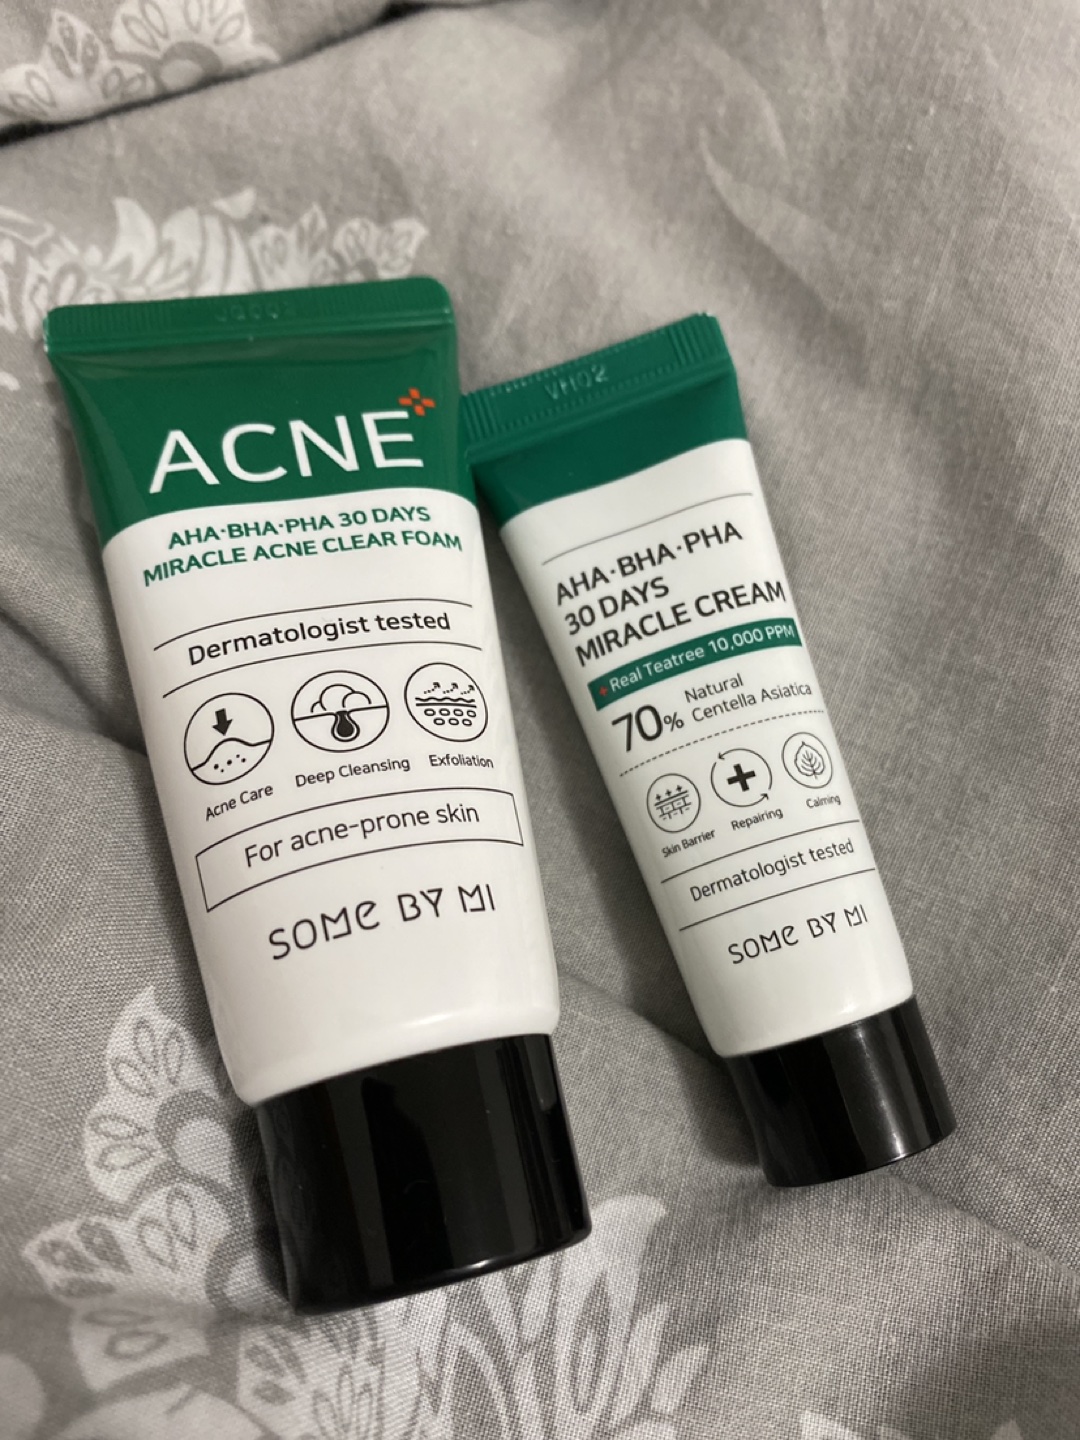 ACNE
AHA·BHA·PHA 30 DAYS
MIRACLE ACNE CLEAR FOAM
Dermatologist tested
Acne Care
Deep Cleansing
Exfoliation
For acne-prone skin
SOME BY MI
VH02
AHA·BHA·PHA
30 DAYS
MIRACLE CREAM
+Real Teatree 10,000 PPM
70% Natural
Centella Asiatica
Skin Barrier
Repairing
Calming
Dermatologist tested
SOME BY MI